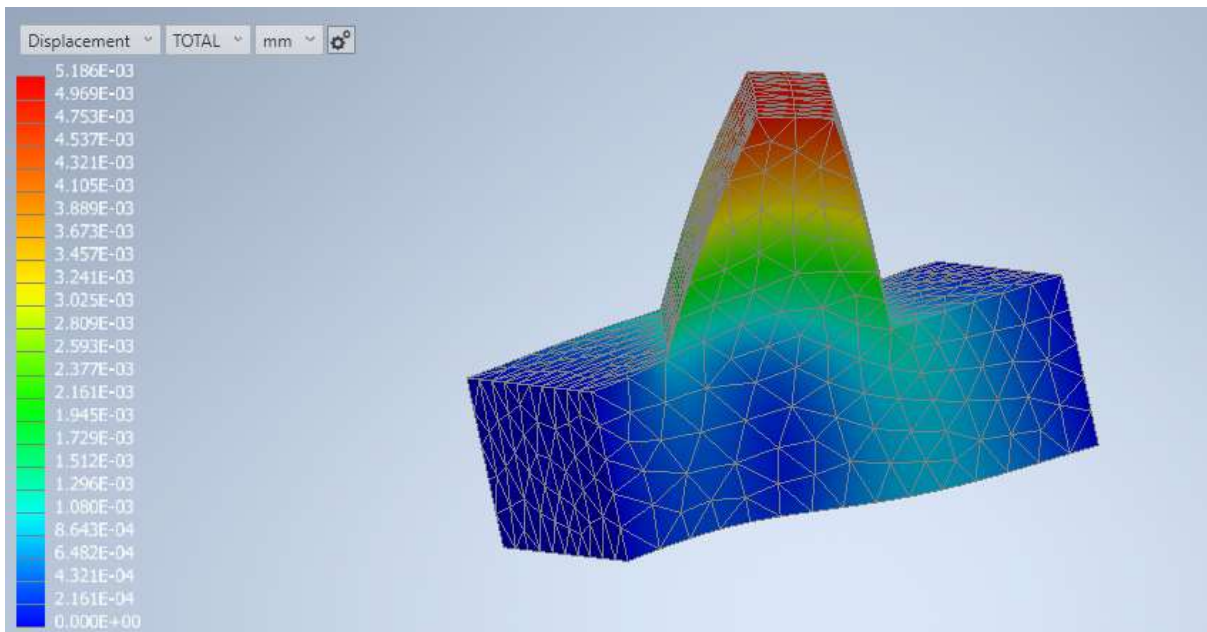 Displacement TOTAL mm
5.186E-03
4.969E-03
4.753E-03
4.537E-03
4.321E-03
4.105E-03
3.889E-03
3.673E-03
3.457E-03
3.241E-03
3.025E-03
2.809E-03
2.593E-03
2.377E-03
2.161E-03
1.945E-03
1.729E-03
1.512E-03
1.296E-03
1.080E-03
8.643E-04
6.482E-04
4.321E-04
2.161E-04
0.000E+00